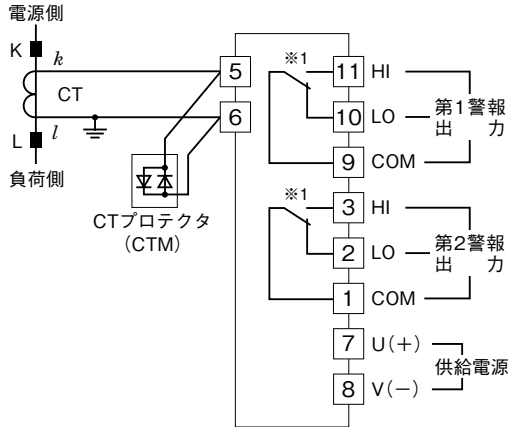 電源側
K
k
CT
l
L
負荷側
CTプロテクタ
(CTM)
5
6
※1
11 HI
10 LO
9 COM
第1警報
出 力
※1
3 HI
2 LO
1 COM
第2警報
出 力
7 U(+)
8 V(−)
供給電源